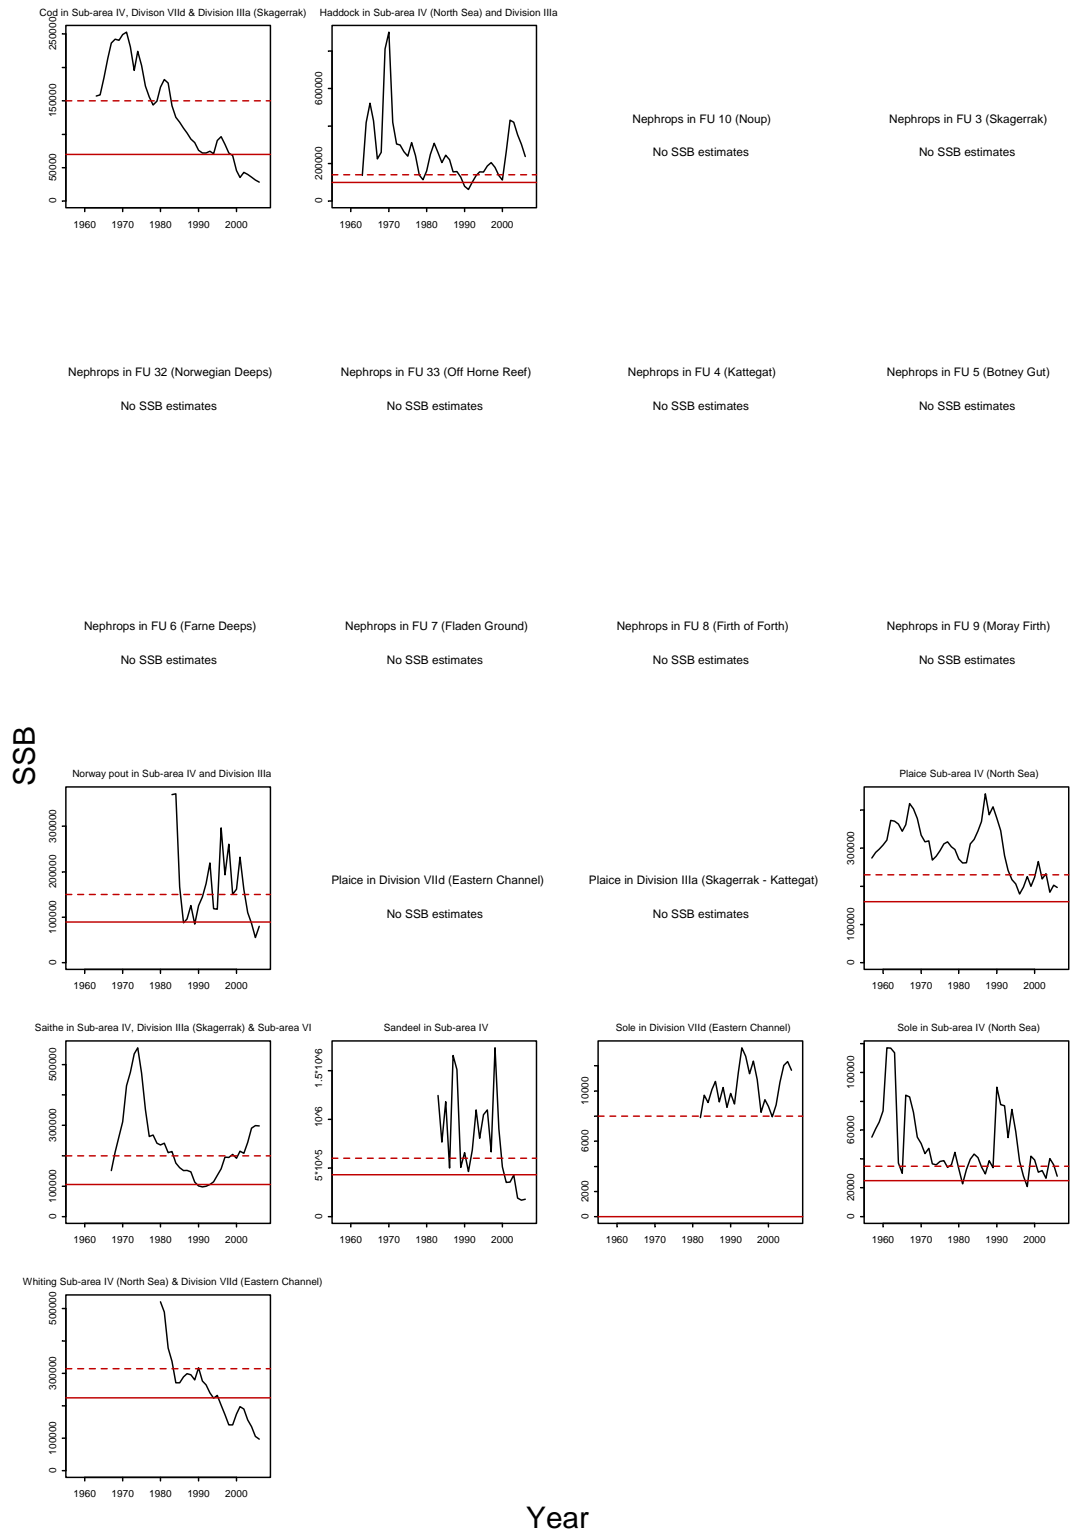 Cod in Sub-area IV, Divison VIId & Division IIIa (Skagerrak)
0 50000 150000 250000
1960 1970 1980 1990 2000
Haddock in Sub-area IV (North Sea) and Division IIIa
0 200000 600000
1960 1970 1980 1990 2000
Nephrops in FU 10 (Noup)
No SSB estimates
Nephrops in FU 3 (Skagerrak)
No SSB estimates
Nephrops in FU 32 (Norwegian Deeps)
No SSB estimates
Nephrops in FU 33 (Off Horne Reef)
No SSB estimates
Nephrops in FU 4 (Kattegat)
No SSB estimates
Nephrops in FU 5 (Botney Gut)
No SSB estimates
Nephrops in FU 6 (Farne Deeps)
No SSB estimates
Nephrops in FU 7 (Fladen Ground)
No SSB estimates
Nephrops in FU 8 (Firth of Forth)
No SSB estimates
Nephrops in FU 9 (Moray Firth)
No SSB estimates
SSB
Norway pout in Sub-area IV and Division IIIa
0 100000 200000 300000
1960 1970 1980 1990 2000
Plaice in Division VIId (Eastern Channel)
No SSB estimates
Plaice in Division IIIa (Skagerrak - Kattegat)
No SSB estimates
Plaice Sub-area IV (North Sea)
0 100000 300000
1960 1970 1980 1990 2000
Saithe in Sub-area IV, Division IIIa (Skagerrak) & Sub-area VI
0 100000 300000 500000
1960 1970 1980 1990 2000
Sandeel in Sub-area IV
0 5*10^5 10^6 1.5*10^6
1960 1970 1980 1990 2000
Sole in Division VIId (Eastern Channel)
0 2000 6000 10000
1960 1970 1980 1990 2000
Sole in Sub-area IV (North Sea)
0 20000 60000 100000
1960 1970 1980 1990 2000
Whiting Sub-area IV (North Sea) & Division VIId (Eastern Channel)
0 100000 300000 500000
1960 1970 1980 1990 2000
Year